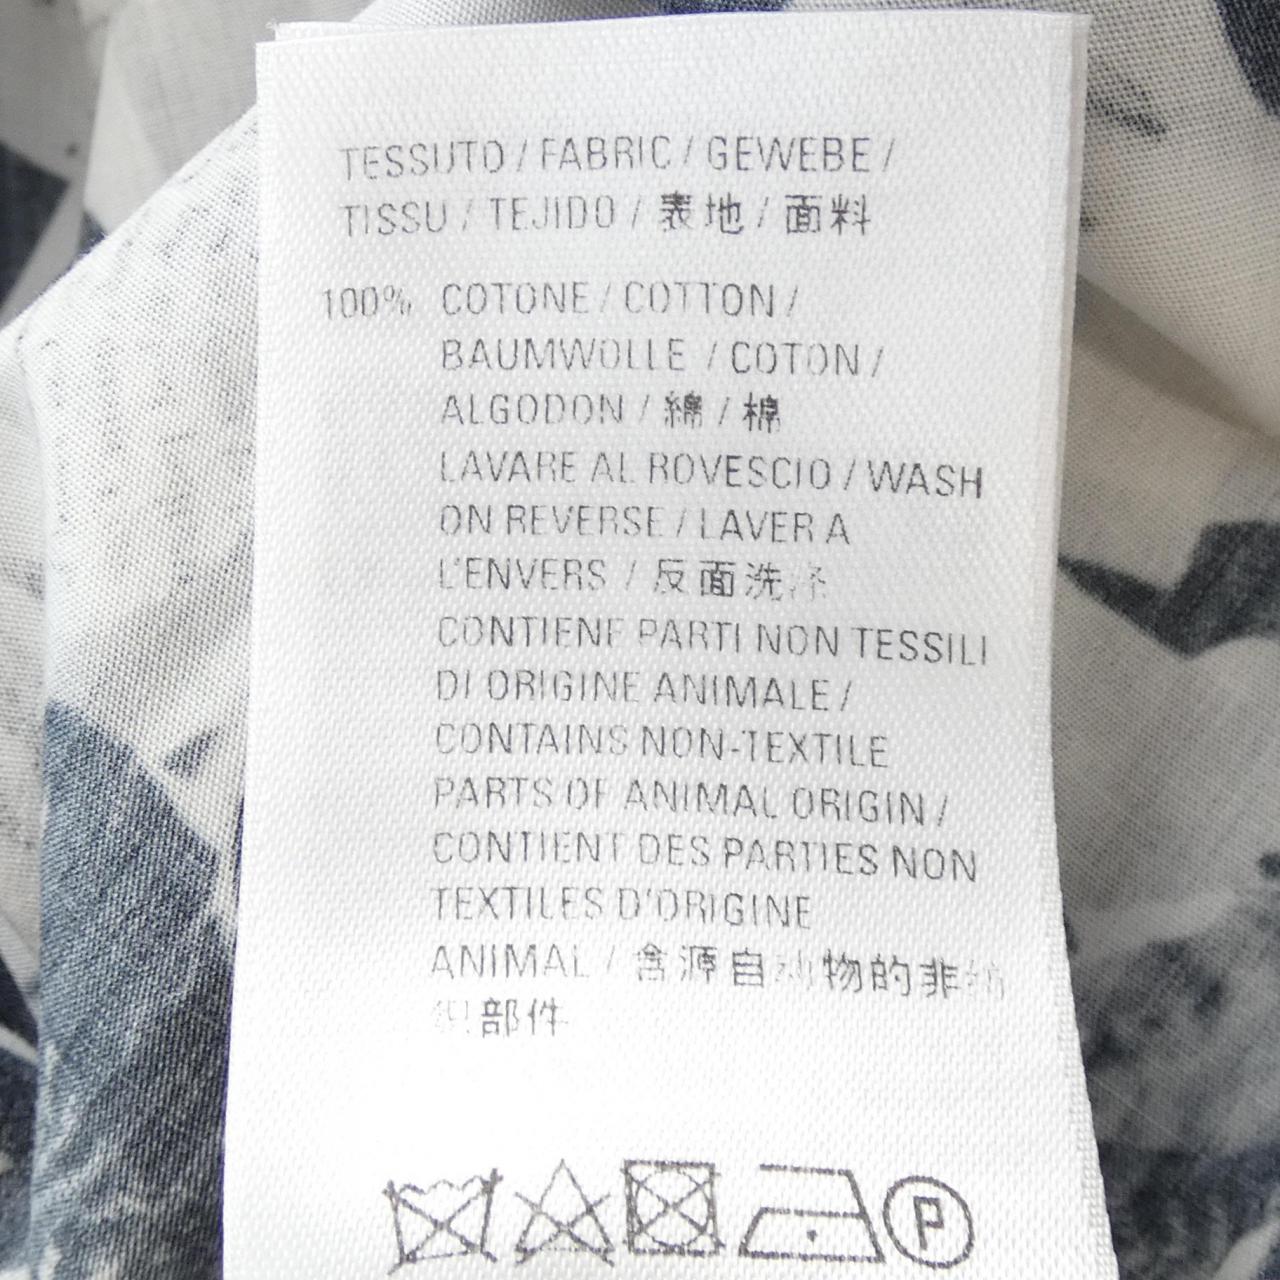 TESSUTO / FABRIC / GEWEBE /
TISSU / TEJIDO / 表地 / 面料
100% COTONE / COTTON /
BAUMWOLLE / COTON /
ALGODON / 綿 / 棉
LAVARE AL ROVESCIO / WASH
ON REVERSE / LAVER A
L'ENVERS / 反面洗涤
CONTIENE PARTI NON TESSILI
DI ORIGINE ANIMALE /
CONTAINS NON-TEXTILE
PARTS OF ANIMAL ORIGIN /
CONTIENT DES PARTIES NON
TEXTILES D'ORIGINE
ANIMAL / 含源自动物的非纺
织部件
P